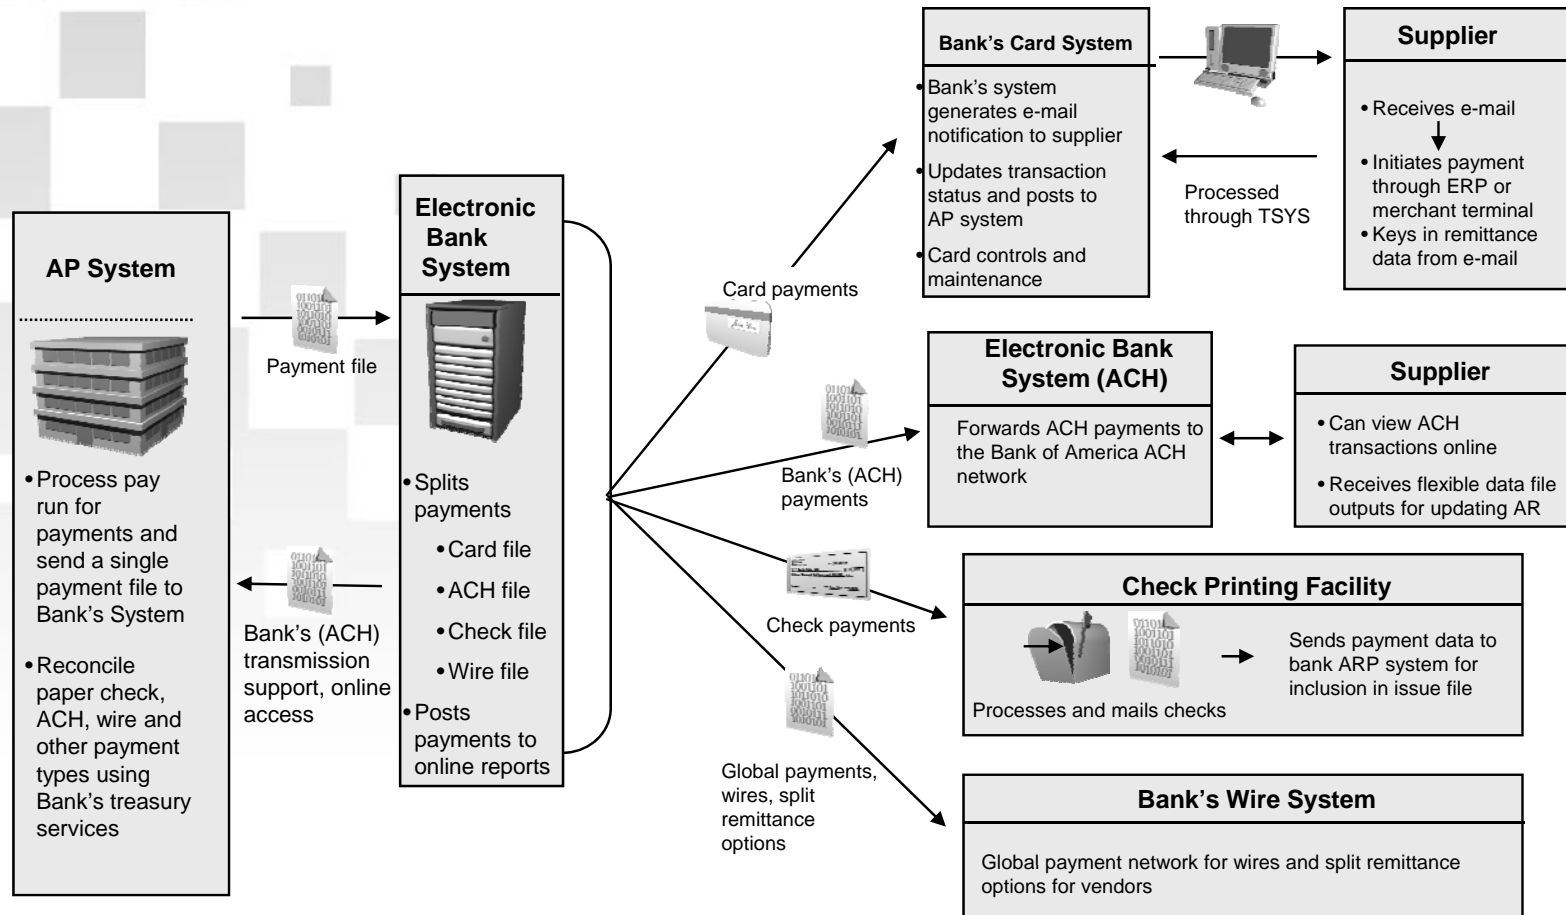 AP System
• Process pay
run for
payments and
send a single
payment file to
Bank's System
• Reconcile
paper check,
ACH, wire and
other payment
types using
Bank's treasury
services
Payment file
Bank's (ACH)
transmission
support, online
access
Electronic
Bank
System
• Splits
payments
• Card file
• ACH file
• Check file
• Wire file
• Posts
payments to
online reports
Card payments
Bank's (ACH)
payments
Check payments
Global payments,
wires, split
remittance
options
Bank's Card System
• Bank's system
generates e-mail
notification to supplier
• Updates transaction
status and posts to
AP system
• Card controls and
maintenance
Processed
through TSYS
Supplier
• Receives e-mail
• Initiates payment
through ERP or
merchant terminal
• Keys in remittance
data from e-mail
Electronic Bank
System (ACH)
Forwards ACH payments to
the Bank of America ACH
network
Supplier
• Can view ACH
transactions online
• Receives flexible data file
outputs for updating AR
Check Printing Facility
Processes and mails checks
Sends payment data to
bank ARP system for
inclusion in issue file
Bank's Wire System
Global payment network for wires and split remittance
options for vendors